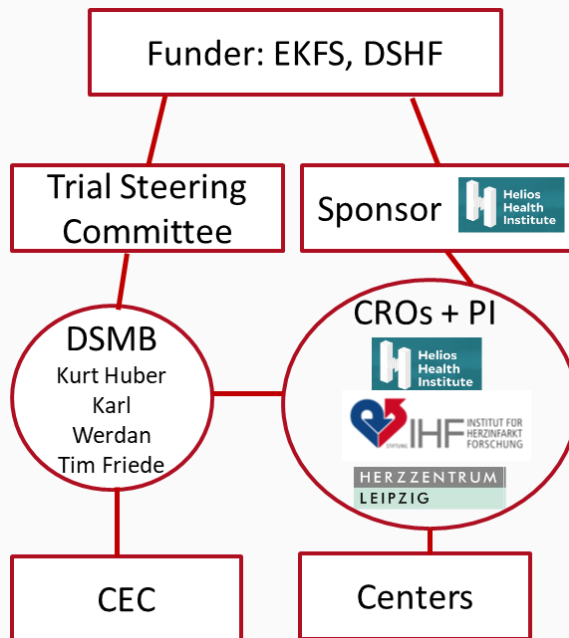 Funder: EKFS, DSHF
Trial Steering
Committee
Sponsor
Helios
Health
Institute
DSMB
Kurt Huber
Karl
Werdan
Tim Friede
CROs + PI
Helios
Health
Institute
STIFTUNG IHF INSTITUT FÜR
HERZINFARKT
FORSCHUNG
HERZZENTRUM
LEIPZIG
CEC
Centers